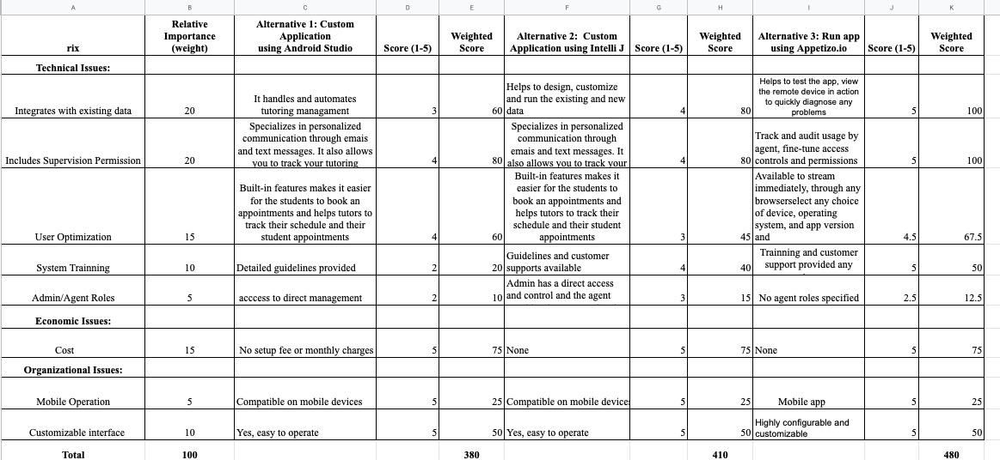 A B C D E F G H I J K
rix
Relative
Importance
(weight)
Alternative 1: Custom
Application
using Android Studio
Score (1-5)
Weighted
Score
Alternative 2: Custom
Application using Intelli J
Score (1-5)
Weighted
Score
Alternative 3: Run app
using Appetizo.io
Score (1-5)
Weighted
Score
Technical Issues:
Integrates with existing data
20
It handles and automates
tutoring managament
3
60
Helps to design, customize
and run the existing and new
data
4
80
Helps to test the app, view
the remote device in action
to quickly diagnose any
problems
5
100
Includes Supervision Permission
20
Specializes in personalized
communication through emais
and text messages. It also allows
you to track your tutoring
4
80
Specializes in personalized
communication through
emais and text messages. It
also allows you to track your
4
80
Track and audit usage by
agent, fine-tune access
controls and permissions
5
100
User Optimization
15
Built-in features makes it easier
for the students to book an
appointments and helps tutors to
track their schedule and their
student appointments
4
60
Built-in features makes it
easier for the students to
book an appointments and
helps tutors to track their
schedule and their student
appointments
3
45
Available to stream
immediately, through any
browserselect any choice
of device, operating
system, and app version
and
4.5
67.5
System Trainning
10
Detailed guidelines provided
2
20
Guidelines and customer
supports available
4
40
Trainning and customer
support provided any
5
50
Admin/Agent Roles
5
acccess to direct management
2
10
Admin has a direct access
and control and the agent
3
15
No agent roles specified
2.5
12.5
Economic Issues:
Cost
15
No setup fee or monthly charges
5
75
None
5
75
None
5
75
Organizational Issues:
Mobile Operation
5
Compatible on mobile devices
5
25
Compatible on mobile devices
5
25
Mobile app
5
25
Customizable interface
10
Yes, easy to operate
5
50
Yes, easy to operate
5
50
Highly configurable and
customizable
5
50
Total
100
380
410
480